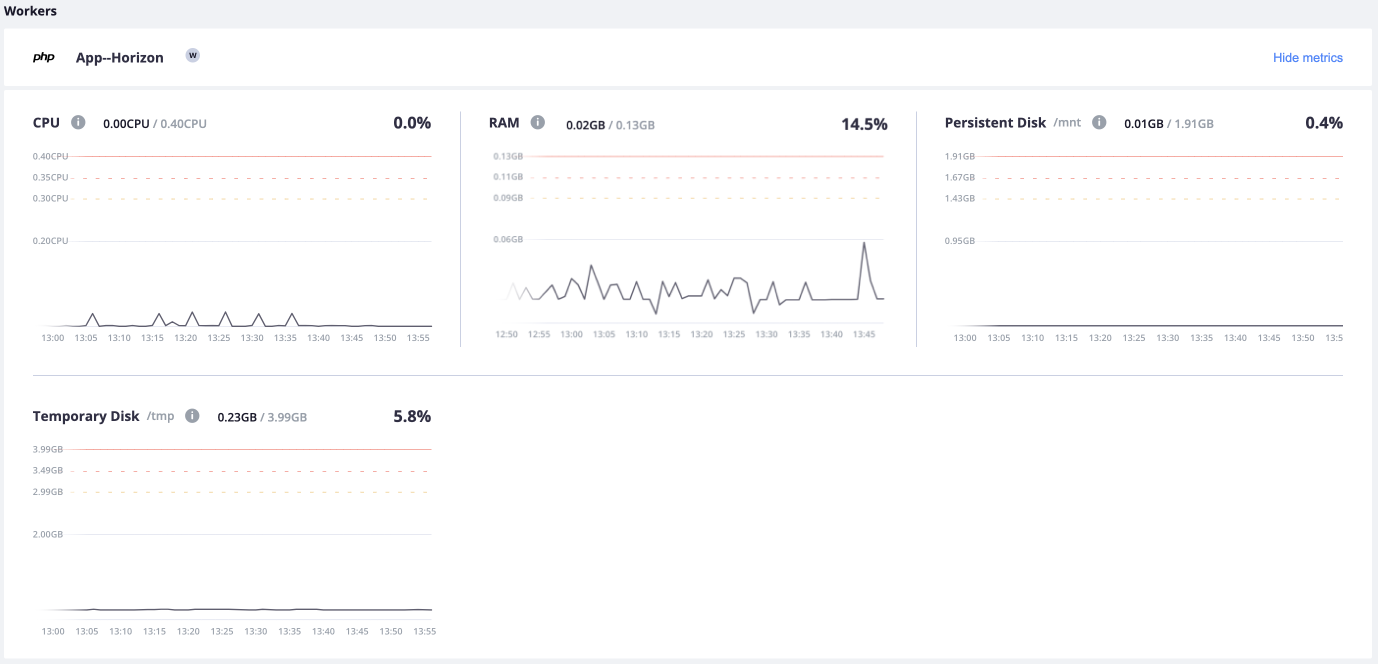 Workers
php App--Horizon W Hide metrics
CPU i 0.00CPU / 0.40CPU 0.0%
0.40CPU
0.35CPU
0.30CPU
0.20CPU
13:00 13:05 13:10 13:15 13:20 13:25 13:30 13:35 13:40 13:45 13:50 13:55
RAM i 0.02GB / 0.13GB 14.5%
0.13GB
0.11GB
0.09GB
0.06GB
12:50 12:55 13:00 13:05 13:10 13:15 13:20 13:25 13:30 13:35 13:40 13:45
Persistent Disk /mnt i 0.01GB / 1.91GB 0.4%
1.91GB
1.67GB
1.43GB
0.95GB
13:00 13:05 13:10 13:15 13:20 13:25 13:30 13:35 13:40 13:45 13:50 13:5
Temporary Disk /tmp i 0.23GB / 3.99GB 5.8%
3.99GB
3.49GB
2.99GB
2.00GB
13:00 13:05 13:10 13:15 13:20 13:25 13:30 13:35 13:40 13:45 13:50 13:55